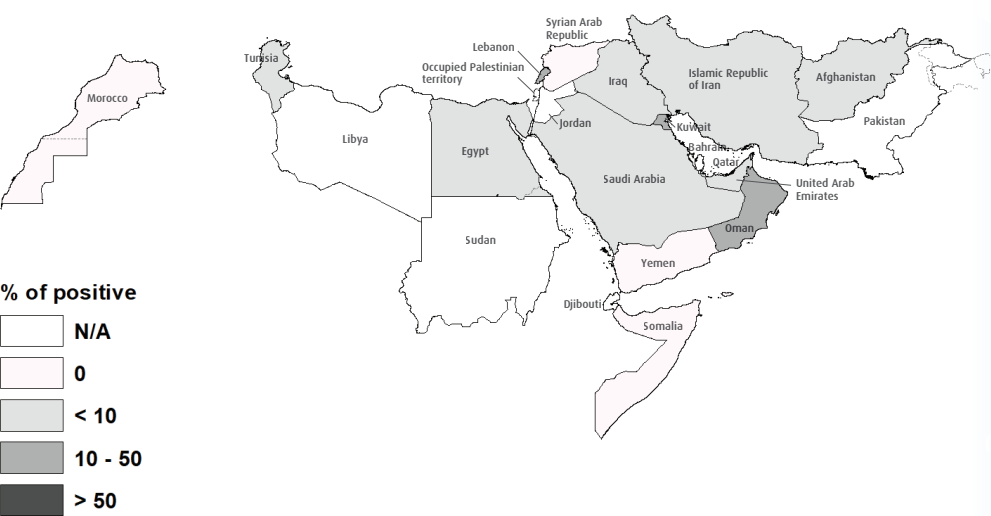 Syrian Arab
Republic
Lebanon
Occupied Palestinian
territory
Tunisia
Morocco
Libya
Egypt
Jordan
Iraq
Islamic Republic
of Iran
Afghanistan
Pakistan
Kuwait
Bahrain
Qatar
United Arab
Emirates
Saudi Arabia
Oman
Sudan
Yemen
Djibouti
Somalia
% of positive
N/A
0
< 10
10 - 50
> 50